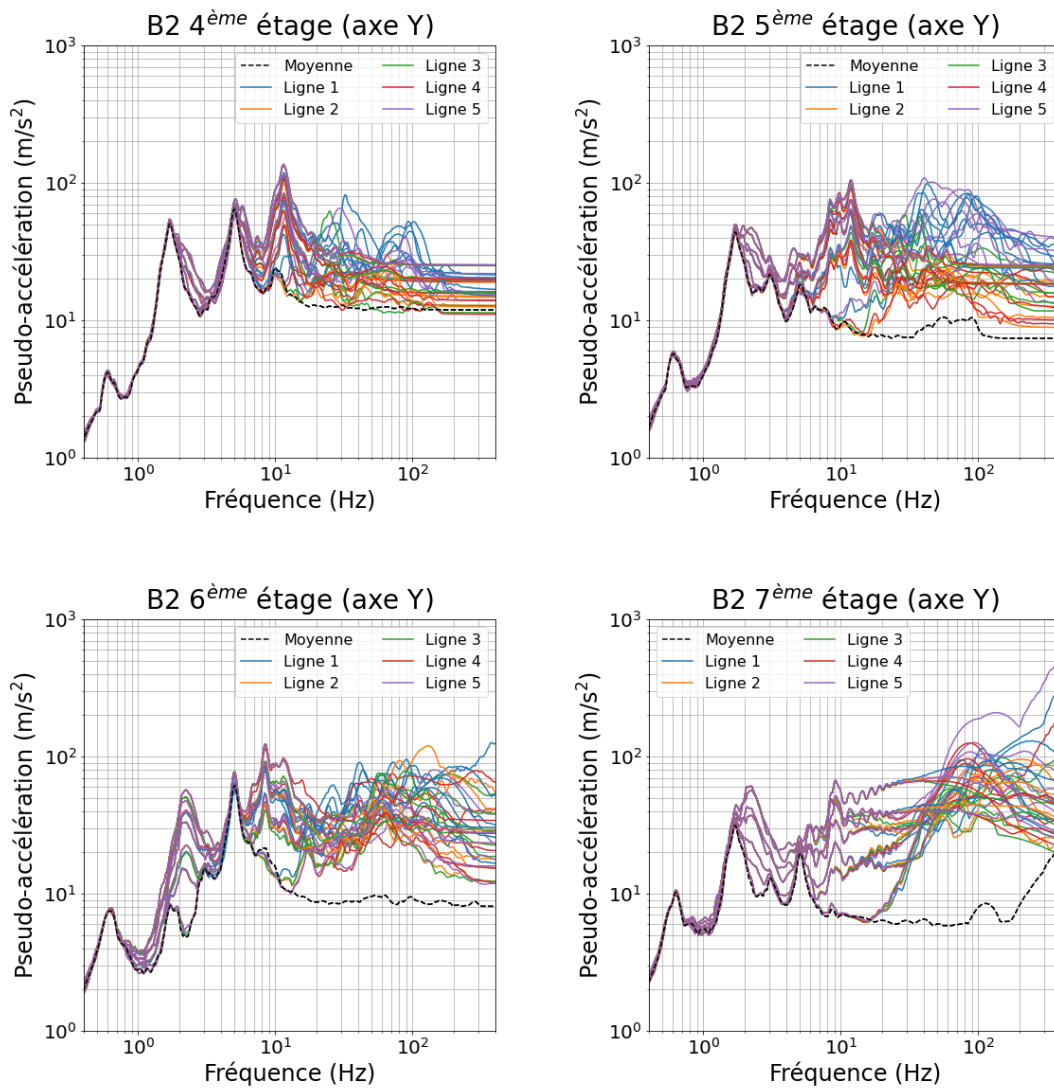 B2 4ème étage (axe Y)
Pseudo-accélération (m/s²)
10³
10²
10¹
10⁰
Moyenne
Ligne 1
Ligne 2
Ligne 3
Ligne 4
Ligne 5
10⁰ 10¹ 10²
Fréquence (Hz)
B2 5ème étage (axe Y)
Pseudo-accélération (m/s²)
10³
10²
10¹
10⁰
Moyenne
Ligne 1
Ligne 2
Ligne 3
Ligne 4
Ligne 5
10⁰ 10¹ 10²
Fréquence (Hz)
B2 6ème étage (axe Y)
Pseudo-accélération (m/s²)
10³
10²
10¹
10⁰
Moyenne
Ligne 1
Ligne 2
Ligne 3
Ligne 4
Ligne 5
10⁰ 10¹ 10²
Fréquence (Hz)
B2 7ème étage (axe Y)
Pseudo-accélération (m/s²)
10³
10²
10¹
10⁰
Moyenne
Ligne 1
Ligne 2
Ligne 3
Ligne 4
Ligne 5
10⁰ 10¹ 10²
Fréquence (Hz)